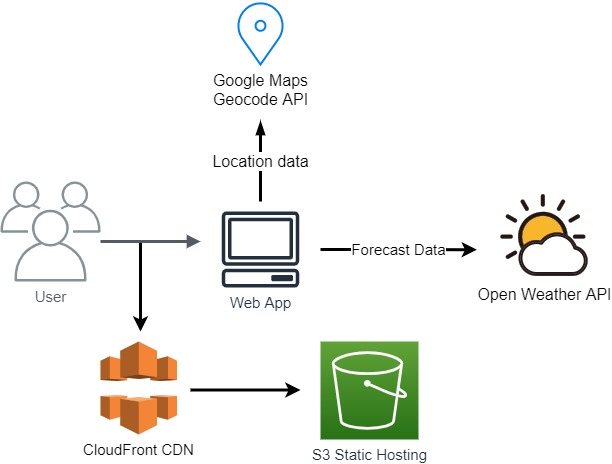 Google Maps
Geocode API
Location data
User
Web App
Forecast Data
Open Weather API
CloudFront CDN
S3 Static Hosting